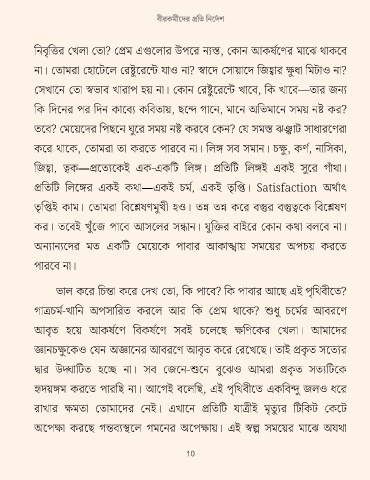 বীরকর্মীদের প্রতি নির্দেশ
নিবৃত্তির খেলা তো? প্রেম এগুলোর উপরে ন্যস্ত, কোন আকর্ষণের মাঝে থাকবে
না। তোমরা হোটেলে রেষ্টুরেন্টে যাও না? স্বাদে সোয়াদে জিহ্বার ক্ষুধা মিটাও না?
সেখানে তো স্বভাব খারাপ হয় না। কোন রেষ্টুরেন্টে খাবে, কি খাবে—তার জন্য
কি দিনের পর দিন কাব্যে কবিতায়, ছন্দে গানে, মানে অভিমানে সময় নষ্ট কর?
তবে? মেয়েদের পিছনে ঘুরে সময় নষ্ট করবে কেন? যে সমস্ত ঝঞ্ঝাট সাধারণেরা
করে থাকে, তোমরা তা করতে পারবে না। লিঙ্গ সব সমান। চক্ষু, কর্ণ, নাসিকা,
জিহ্বা, ত্বক—প্রত্যেকেই এক-একটি লিঙ্গ। প্রতিটি লিঙ্গই একই সুরে গাঁথা।
প্রতিটি লিঙ্গের একই কথা—একই চর্ম, একই তৃপ্তি। Satisfaction অর্থাৎ
তৃপ্তিই কাম। তোমরা বিশ্লেষণমুখী হও। তন্ন তন্ন করে বস্তুর বস্তুত্বকে বিশ্লেষণ
কর। তবেই খুঁজে পাবে আসলের সন্ধান। যুক্তির বাইরে কোন কথা বলবে না।
অন্যান্যদের মত একটি মেয়েকে পাবার আকাঙ্খায় সময়ের অপচয় করতে
পারবে না।
ভাল করে চিন্তা করে দেখ তো, কি পাবে? কি পাবার আছে এই পৃথিবীতে?
গাত্রচর্ম-খানি অপসারিত করলে আর কি প্রেম থাকে? শুধু চর্মের আবরণে
আবৃত হয়ে আকর্ষণে বিকর্ষণে সবই চলেছে ক্ষণিকের খেলা। আমাদের
জ্ঞানচক্ষুকেও যেন অজ্ঞানের আবরণে আবৃত করে রেখেছে। তাই প্রকৃত সত্যের
দ্বার উদ্ঘাটিত হচ্ছে না। সব জেনে-শুনে বুঝেও আমরা প্রকৃত সত্যটিকে
হৃদয়ঙ্গম করতে পারছি না। আগেই বলেছি, এই পৃথিবীতে একবিন্দু জলও ধরে
রাখার ক্ষমতা তোমাদের নেই। এখানে প্রতিটি যাত্রীই মৃত্যুর টিকিট কেটে
অপেক্ষা করছে গন্তব্যস্থলে গমনের অপেক্ষায়। এই স্বল্প সময়ের মাঝে অযথা
10